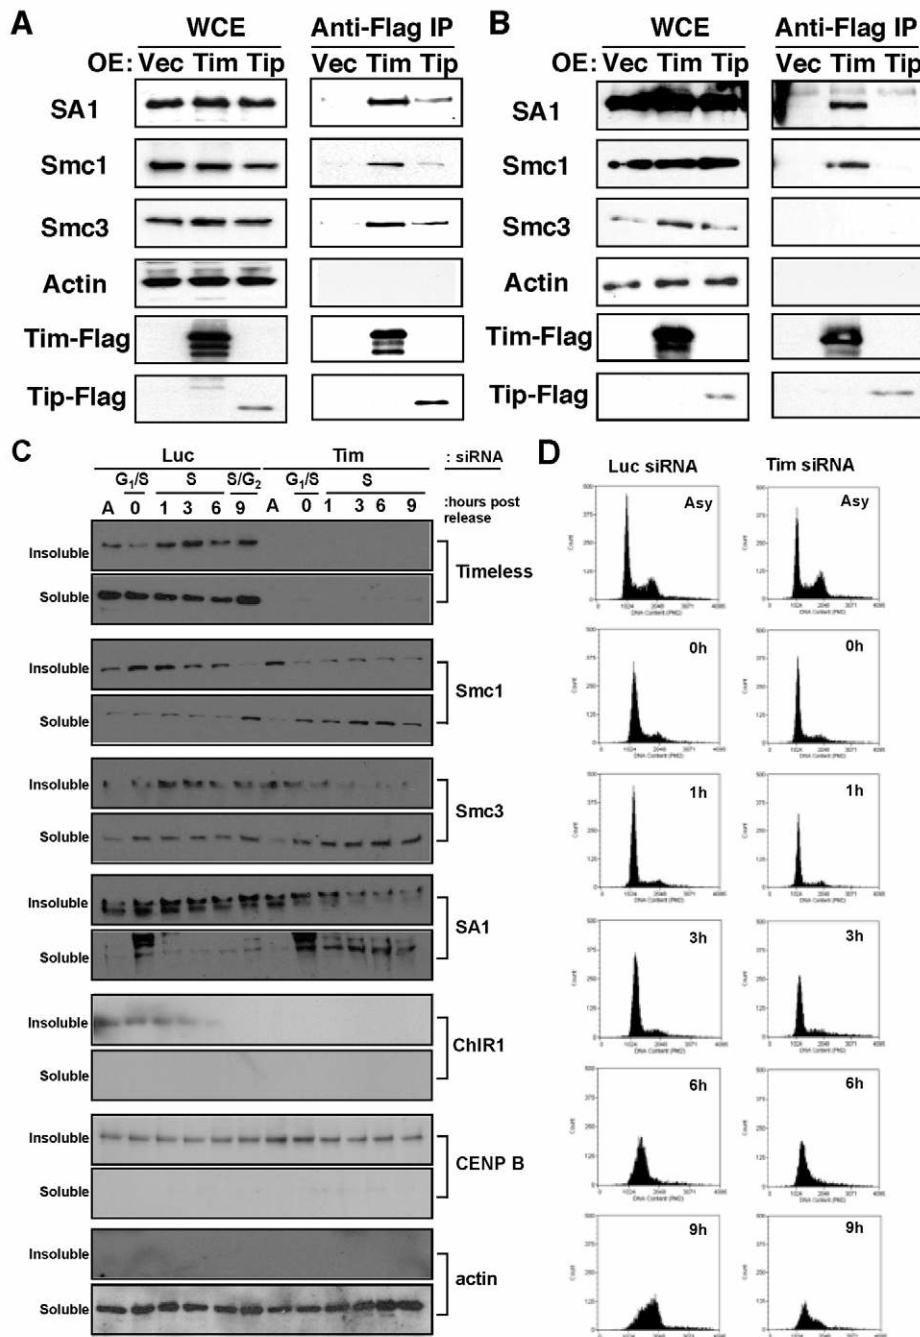 A
WCE Anti-Flag IP
OE: Vec Tim Tip Vec Tim Tip
SA1
Smc1
Smc3
Actin
Tim-Flag
Tip-Flag
B
WCE Anti-Flag IP
OE: Vec Tim Tip Vec Tim Tip
SA1
Smc1
Smc3
Actin
Tim-Flag
Tip-Flag
C
Luc Tim : siRNA
G1/S S S/G2 G1/S S
A 0 1 3 6 9 A 0 1 3 6 9 :hours post
release
Insoluble
Soluble
Timeless
Insoluble
Soluble
Smc1
Insoluble
Soluble
Smc3
Insoluble
Soluble
SA1
Insoluble
Soluble
ChIR1
Insoluble
Soluble
CENP B
Insoluble
Soluble
actin
D
Luc siRNA Tim siRNA
Asy Asy
0h 0h
1h 1h
3h 3h
6h 6h
9h 9h